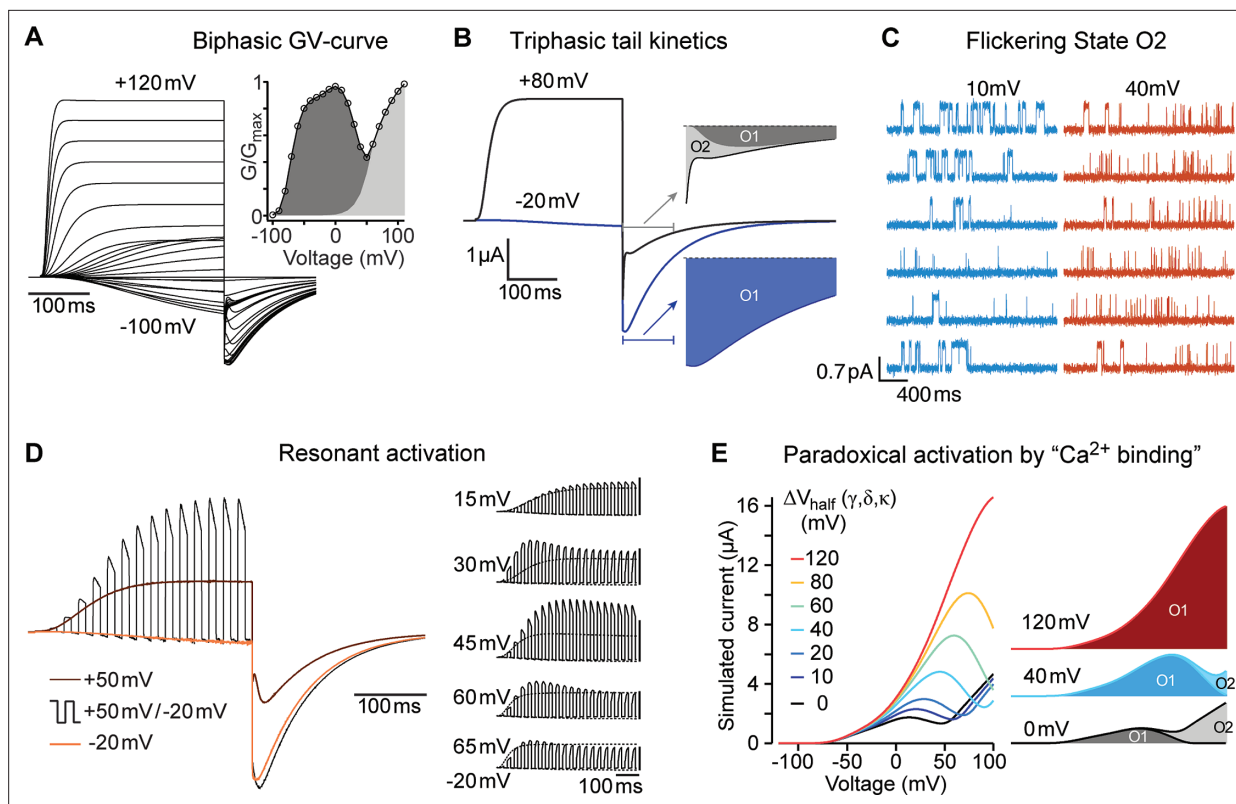 A Biphasic GV-curve
+120 mV
1
G/Gmax
0
-100 0 100
Voltage (mV)
100 ms
-100 mV
B Triphasic tail kinetics
+80 mV
O1
O2
-20 mV
1 µA
100 ms
O1
C Flickering State O2
10 mV 40 mV
0.7 pA
400 ms
D Resonant activation
+50 mV
+50 mV/-20 mV
-20 mV
100 ms
15 mV
30 mV
45 mV
60 mV
65 mV
-20 mV
100 ms
E Paradoxical activation by “Ca2+ binding”
ΔVhalf (γ,δ,κ)
(mV)
120
80
60
40
20
10
0
Simulated current (µA)
16
12
8
4
0
-100 -50 0 50 100
Voltage (mV)
120 mV
O1
40 mV
O1
O2
0 mV
O1
O2